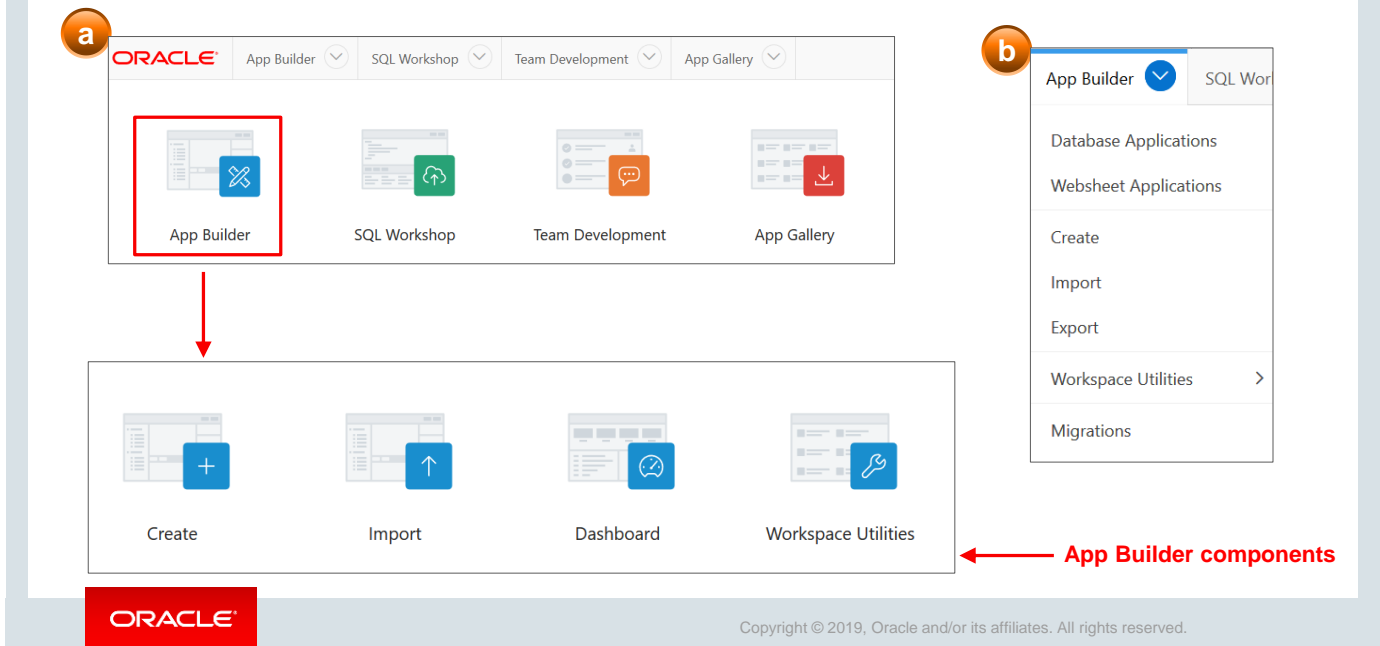 a
ORACLE® App Builder SQL Workshop Team Development App Gallery
App Builder SQL Workshop Team Development App Gallery
b
App Builder SQL Wor
Database Applications
Websheet Applications
Create
Import
Export
Workspace Utilities
Migrations
Create Import Dashboard Workspace Utilities
App Builder components
ORACLE®
Copyright © 2019, Oracle and/or its affiliates. All rights reserved.